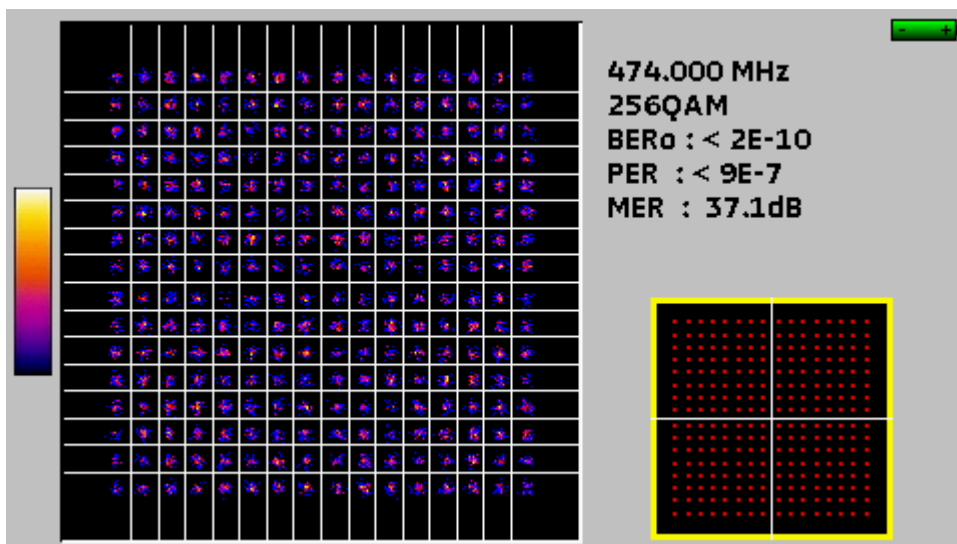 - +
474.000 MHz
256QAM
BERo : < 2E-10
PER : < 9E-7
MER : 37.1dB